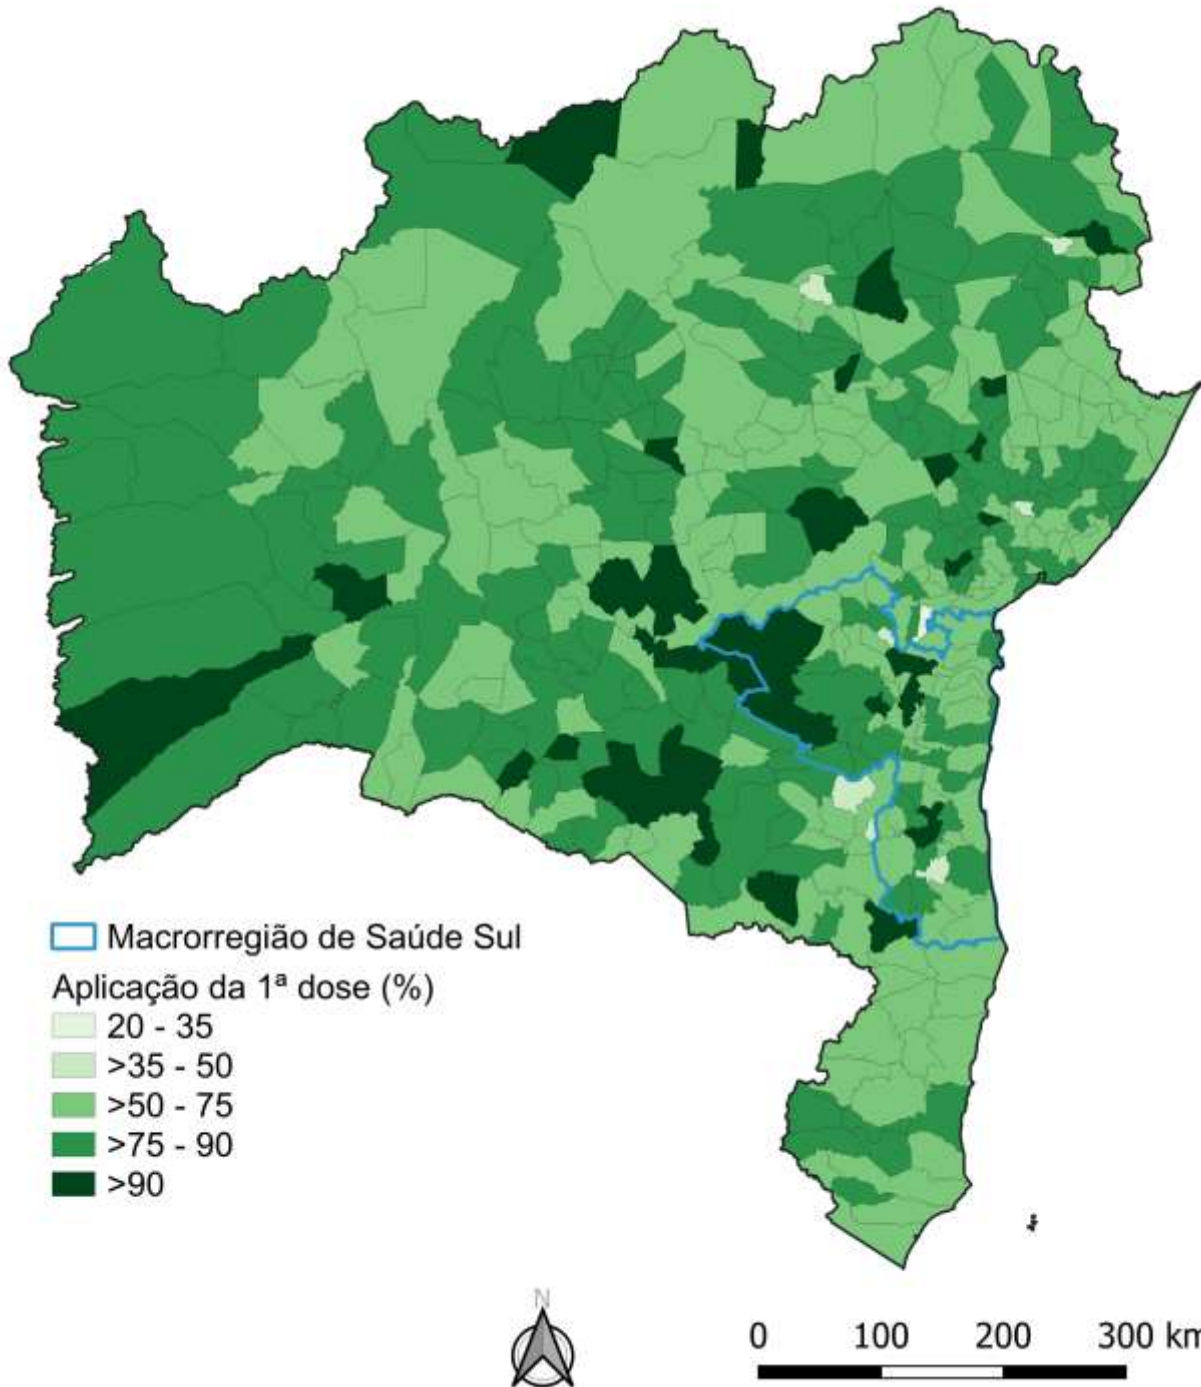 Macrorregião de Saúde Sul
Aplicação da 1ª dose (%)
20 - 35
>35 - 50
>50 - 75
>75 - 90
>90
N
0 100 200 300 km